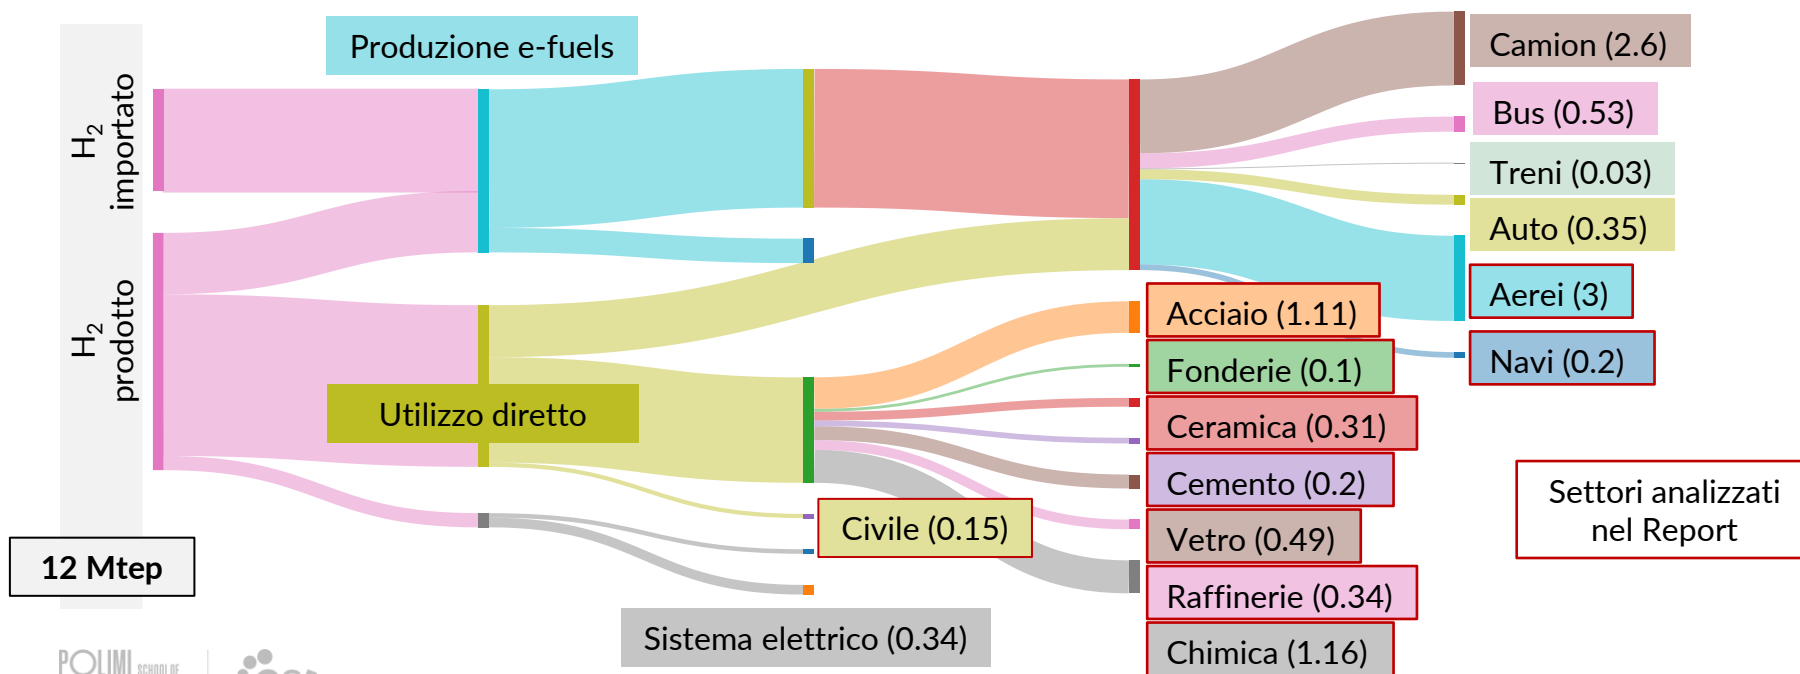 Produzione e-fuels
H2
importato
H2
prodotto
12 Mtep
Utilizzo diretto
Camion (2.6)
Bus (0.53)
Treni (0.03)
Auto (0.35)
Aerei (3)
Navi (0.2)
Acciaio (1.11)
Fonderie (0.1)
Ceramica (0.31)
Cemento (0.2)
Vetro (0.49)
Raffinerie (0.34)
Chimica (1.16)
Civile (0.15)
Sistema elettrico (0.34)
Settori analizzati
nel Report
POLIMI SCHOOL OF